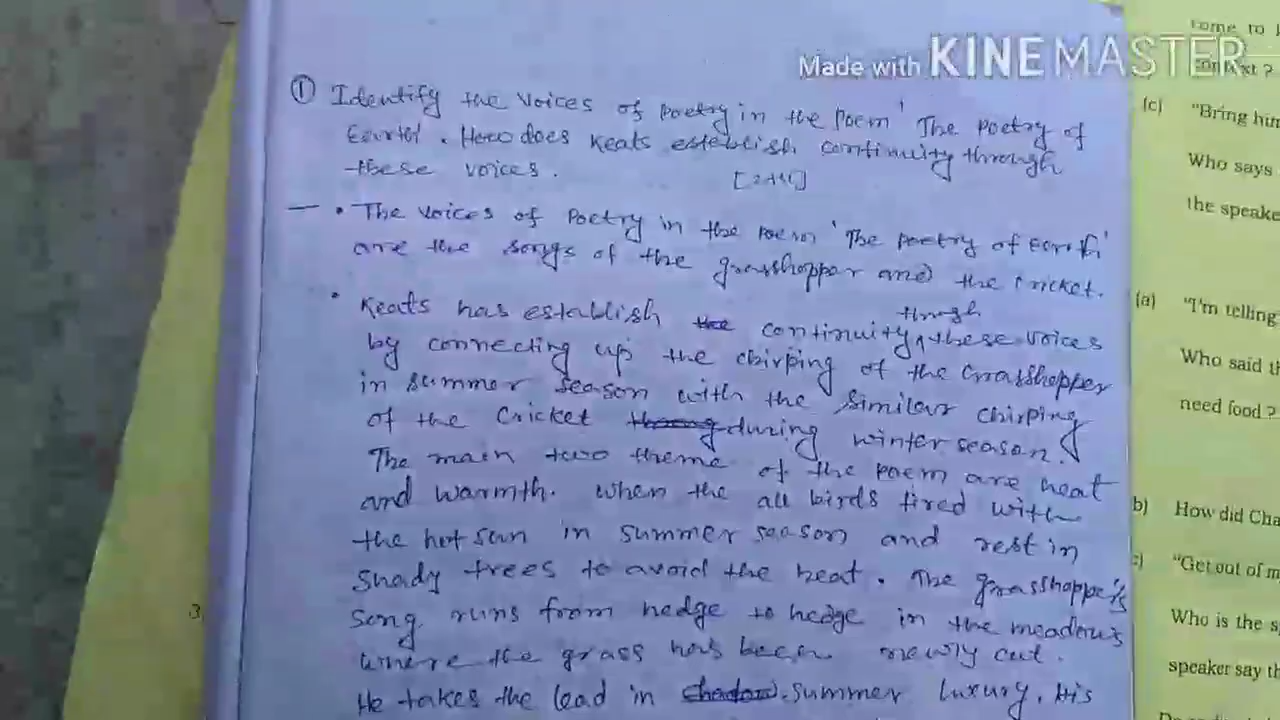 Made with KINEMASTER
① Identify the voices of poetry in the poem ' The poetry of
Earth'. How does Keats establish continuity through
these voices.
— • The voices of poetry in the poem 'The poetry of Earth'
are the songs of the grasshopper and the cricket.
• Keats has establish the continuity through these voices
by connecting up the chirping of the Grasshopper
in summer season with the similar chirping
of the Cricket during winter season.
The main two theme of the poem are heat
and warmth. when the all birds tired with
the hot sun in summer season and rest in
shady trees to avoid the heat. The grasshopper's
song runs from hedge to hedge in the meadows
where the grass has been newly cut.
He takes the lead in summer luxury. His
3
come to
context ?
(c) "Bring him
Who says
the speake
(a) "I'm telling
Who said th
need food ?
b) How did Cha
c) "Get out of m
Who is the s
speaker say th